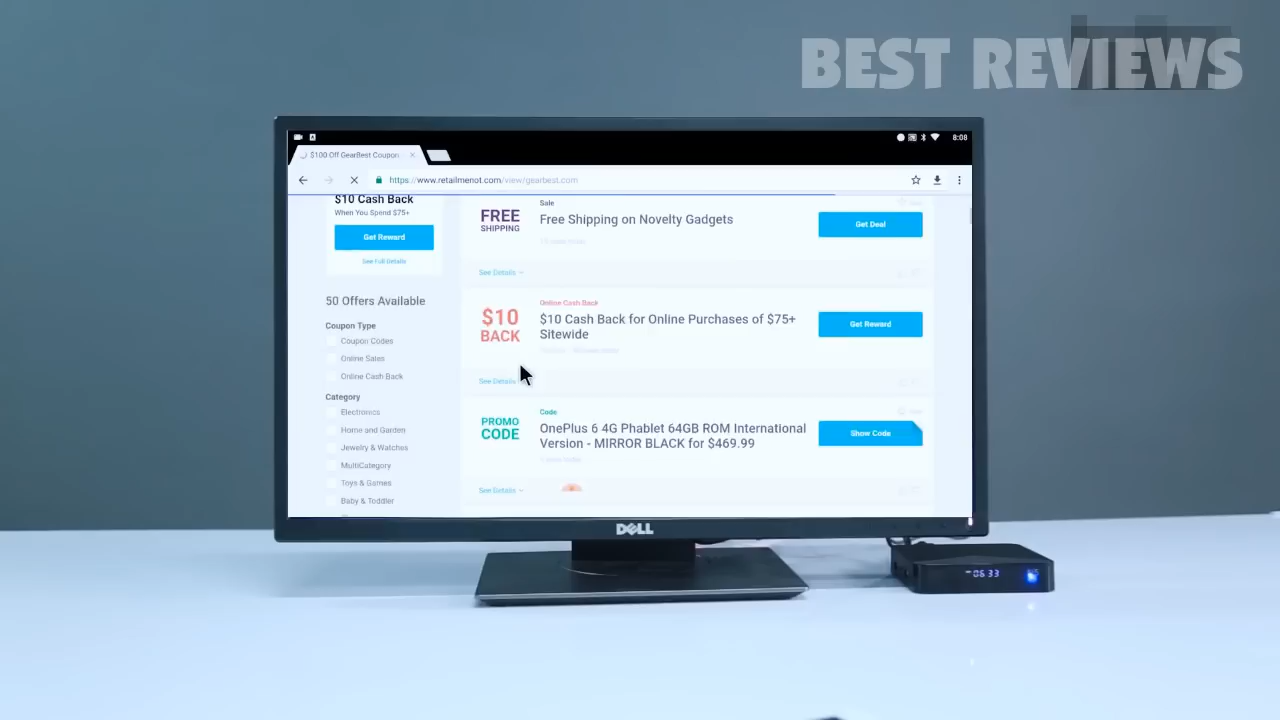 BEST REVIEWS
8:08
$100 Off GearBest Coupon
https://www.retailmenot.com/view/gearbest.com
$10 Cash Back
When You Spend $75+
Get Reward
See Full Details
50 Offers Available
Coupon Type
Coupon Codes
Online Sales
Online Cash Back
Category
Electronics
Home and Garden
Jewelry & Watches
MultiCategory
Toys & Games
Baby & Toddler
FREE
SHIPPING
Sale
Free Shipping on Novelty Gadgets
Get Deal
See Details
$10
BACK
Online Cash Back
$10 Cash Back for Online Purchases of $75+
Sitewide
Get Reward
See Details
PROMO
CODE
Code
OnePlus 6 4G Phablet 64GB ROM International
Version - MIRROR BLACK for $469.99
Show Code
See Details
DELL
06:33